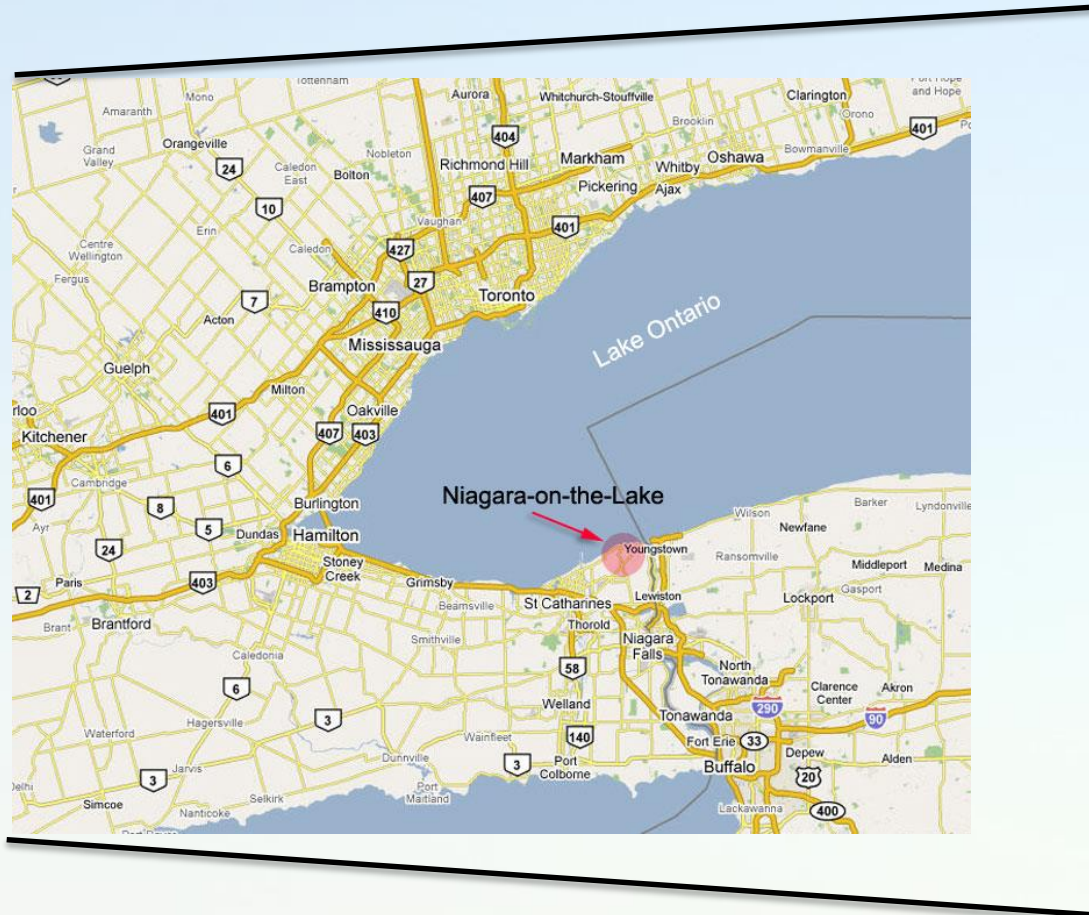 Tottenham
Mono
Aurora
Whitchurch-Stouffville
Clarington
Port Hope
and Hope
Amaranth
Orono
Brooklin
401
404
Orangeville
Grand
Valley
24
Nobleton
Caledon
East
Bolton
Richmond Hill
Markham
Whitby
Oshawa
Bowmanville
Pickering
Ajax
407
10
Vaughan
401
Erin
Centre
Wellington
Caledon
427
Fergus
27
Brampton
7
410
Toronto
Acton
Lake Ontario
Mississauga
Guelph
Milton
Oakville
401
407
403
Kitchener
6
Cambridge
401
Niagara-on-the-Lake
8
Burlington
Wilson
Barker
Lyndonville
Ayr
5
Dundas
Hamilton
Newfane
24
Youngstown
Ransomville
Stoney
Creek
Middleport
Medina
403
Paris
Grimsby
Gasport
2
Beamsville
St Catharines
Lewiston
Lockport
Brant
Brantford
Thorold
Smithville
Niagara
Falls
Caledonia
58
North
Tonawanda
6
Clarence
Center
Akron
Welland
290
Hagersville
3
Tonawanda
90
Waterford
Wainfleet
140
Fort Erie
33
Dunnville
3
Port
Colborne
Buffalo
Depew
Alden
Jarvis
3
20
Simcoe
Selkirk
Port
Maitland
Nanticoke
Lackawanna
400